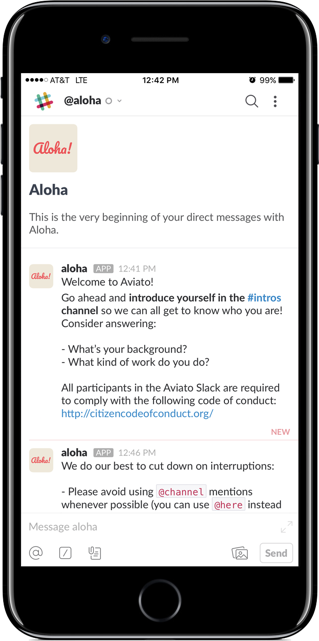 AT&T LTE 12:42 PM 99%
@aloha
Aloha!
Aloha
This is the very beginning of your direct messages with
Aloha.
Aloha!
aloha APP 12:41 PM
Welcome to Aviato!
Go ahead and introduce yourself in the #intros
channel so we can all get to know who you are!
Consider answering:
- What's your background?
- What kind of work do you do?
All participants in the Aviato Slack are required
to comply with the following code of conduct:
http://citizencodeofconduct.org/
NEW
Aloha!
aloha APP 12:46 PM
We do our best to cut down on interruptions:
- Please avoid using @channel mentions
whenever possible (you can use @here instead
Message aloha
Send